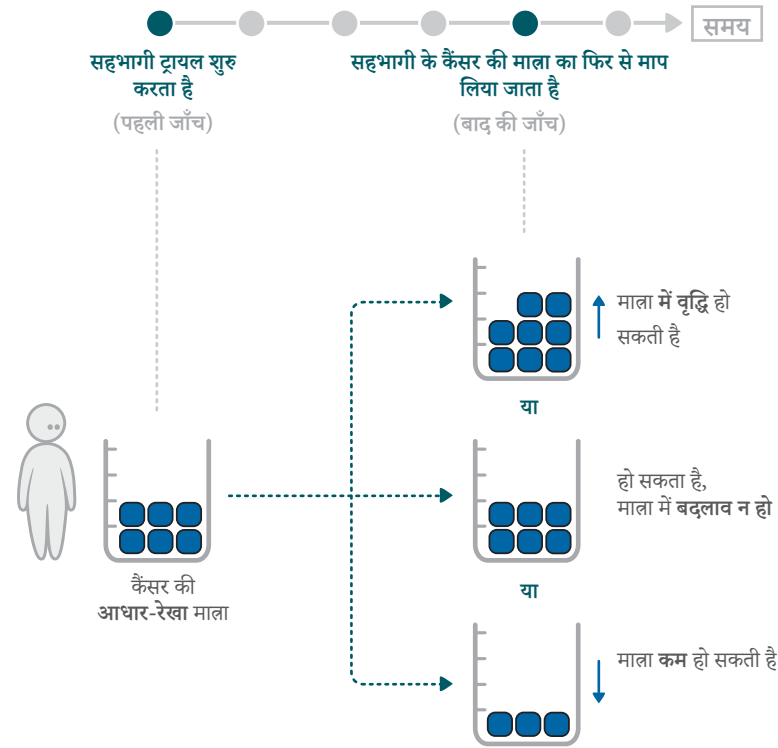 समय
सहभागी ट्रायल शुरु
करता है
(पहली जाँच)
सहभागी के कैंसर की मात्रा का फिर से माप
लिया जाता है
(बाद की जाँच)
मात्रा में वृद्धि हो
सकती है
या
हो सकता है,
मात्रा में बदलाव न हो
या
मात्रा कम हो सकती है
कैंसर की
आधार-रेखा मात्रा